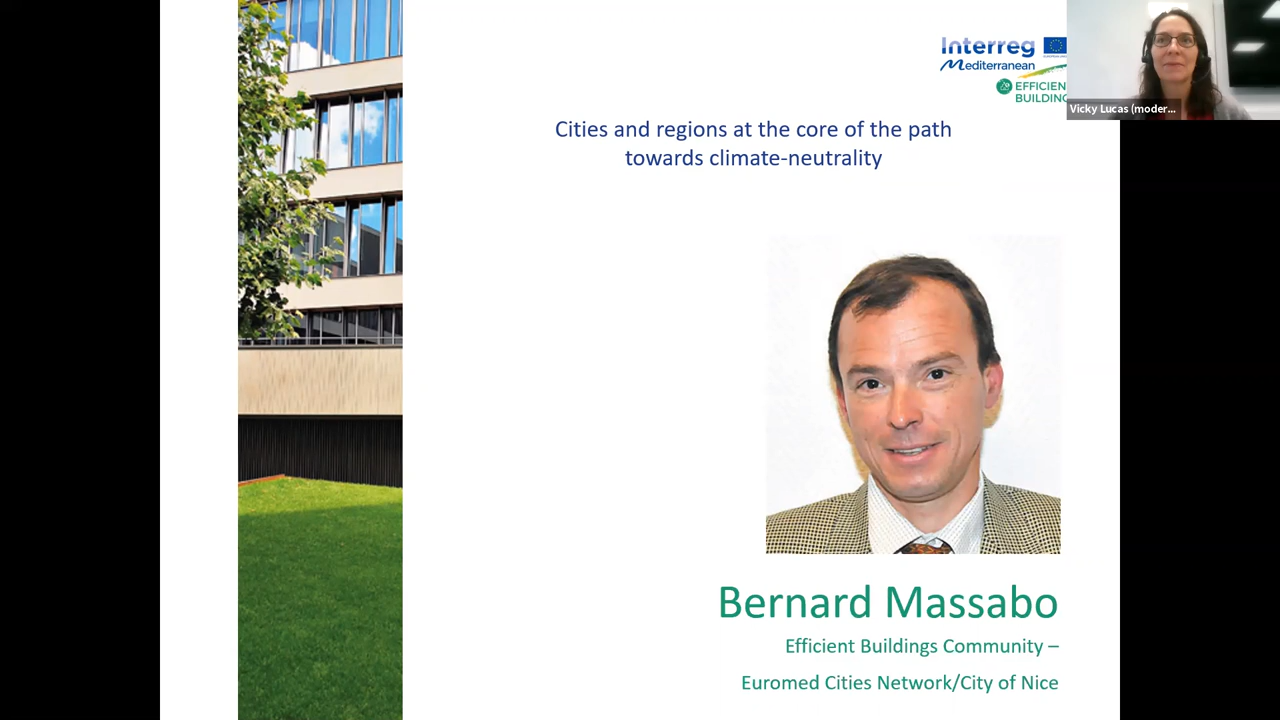 Interreg
Mediterranean
EFFICIEN
BUILDING
Vicky Lucas (moder...
Cities and regions at the core of the path
towards climate-neutrality
Bernard Massabo
Efficient Buildings Community –
Euromed Cities Network/City of Nice